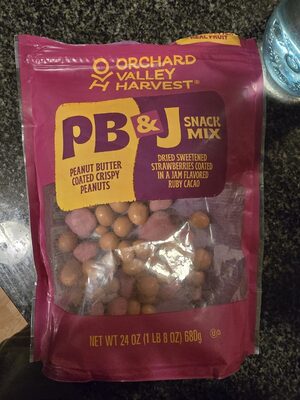 REAL FRUIT
ORCHARD
VALLEY
HARVEST®
PB & J SNACK
MIX
PEANUT BUTTER
COATED CRISPY
PEANUTS
DRIED SWEETENED
STRAWBERRIES COATED
IN A JAM FLAVORED
RUBY CACAO
NET WT 24 OZ (1 LB 8 OZ) 680g